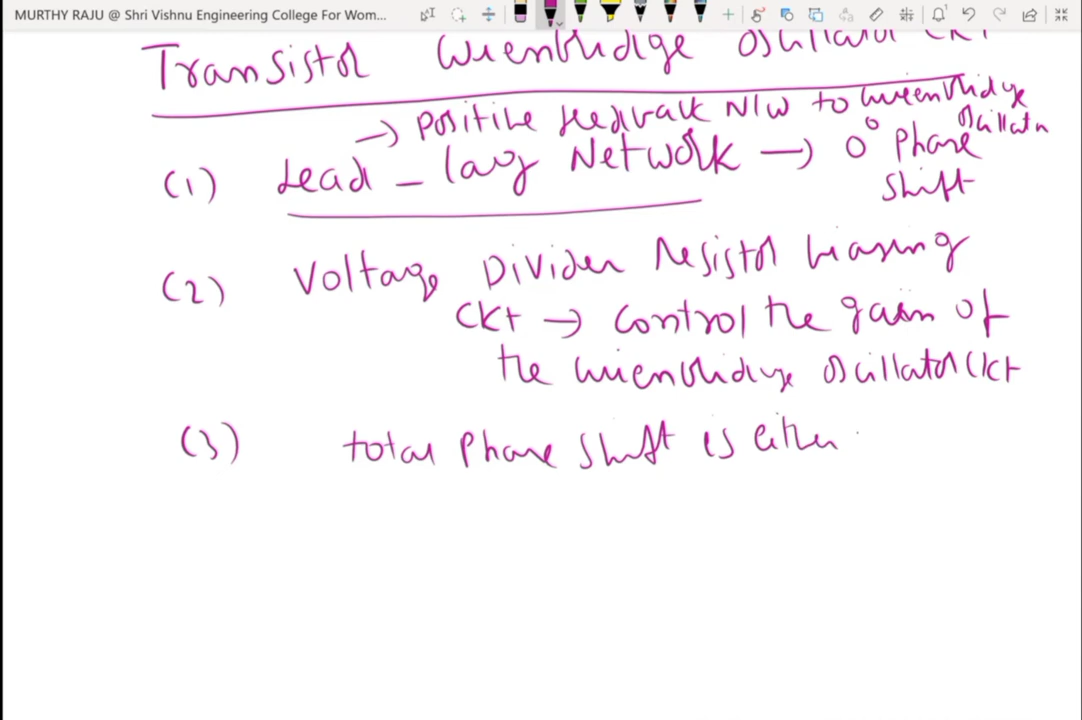 MURTHY RAJU @ Shri Vishnu Engineering College For Wom...
Transistor Wienbridge Oscillator CKT
→ Positive feedback N/W to Wienbridge Oscillator
(1) Lead - lag Network → 0° Phase Shift
(2) Voltage Divider Resistor biasing
CKT → Control the gain of
the Wienbridge Oscillator CKT
(3) total Phase Shift is either